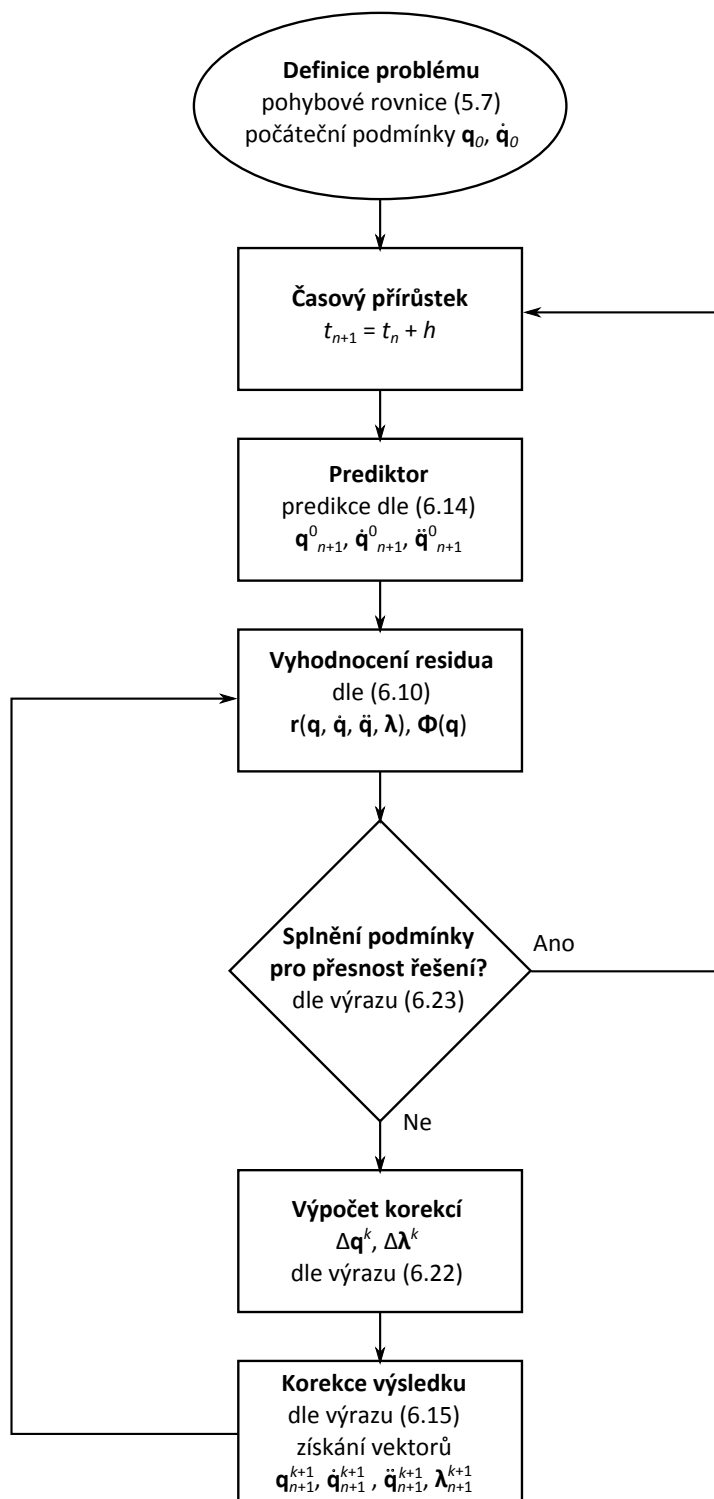 Definice problému
pohybové rovnice (5.7)
počáteční podmínky q₀, q̇₀
Časový přírůstek
tₙ₊₁ = tₙ + h
Prediktor
predikce dle (6.14)
q⁰ₙ₊₁, q̇⁰ₙ₊₁, q̈⁰ₙ₊₁
Vyhodnocení residua
dle (6.10)
r(q, q̇, q̈, λ), Φ(q)
Splnění podmínky
pro přesnost řešení?
dle výrazu (6.23)
Ano
Ne
Výpočet korekcí
Δqᵏ, Δλᵏ
dle výrazu (6.22)
Korekce výsledku
dle výrazu (6.15)
získání vektorů
qᵏ⁺¹ₙ₊₁, q̇ᵏ⁺¹ₙ₊₁ , q̈ᵏ⁺¹ₙ₊₁, λᵏ⁺¹ₙ₊₁